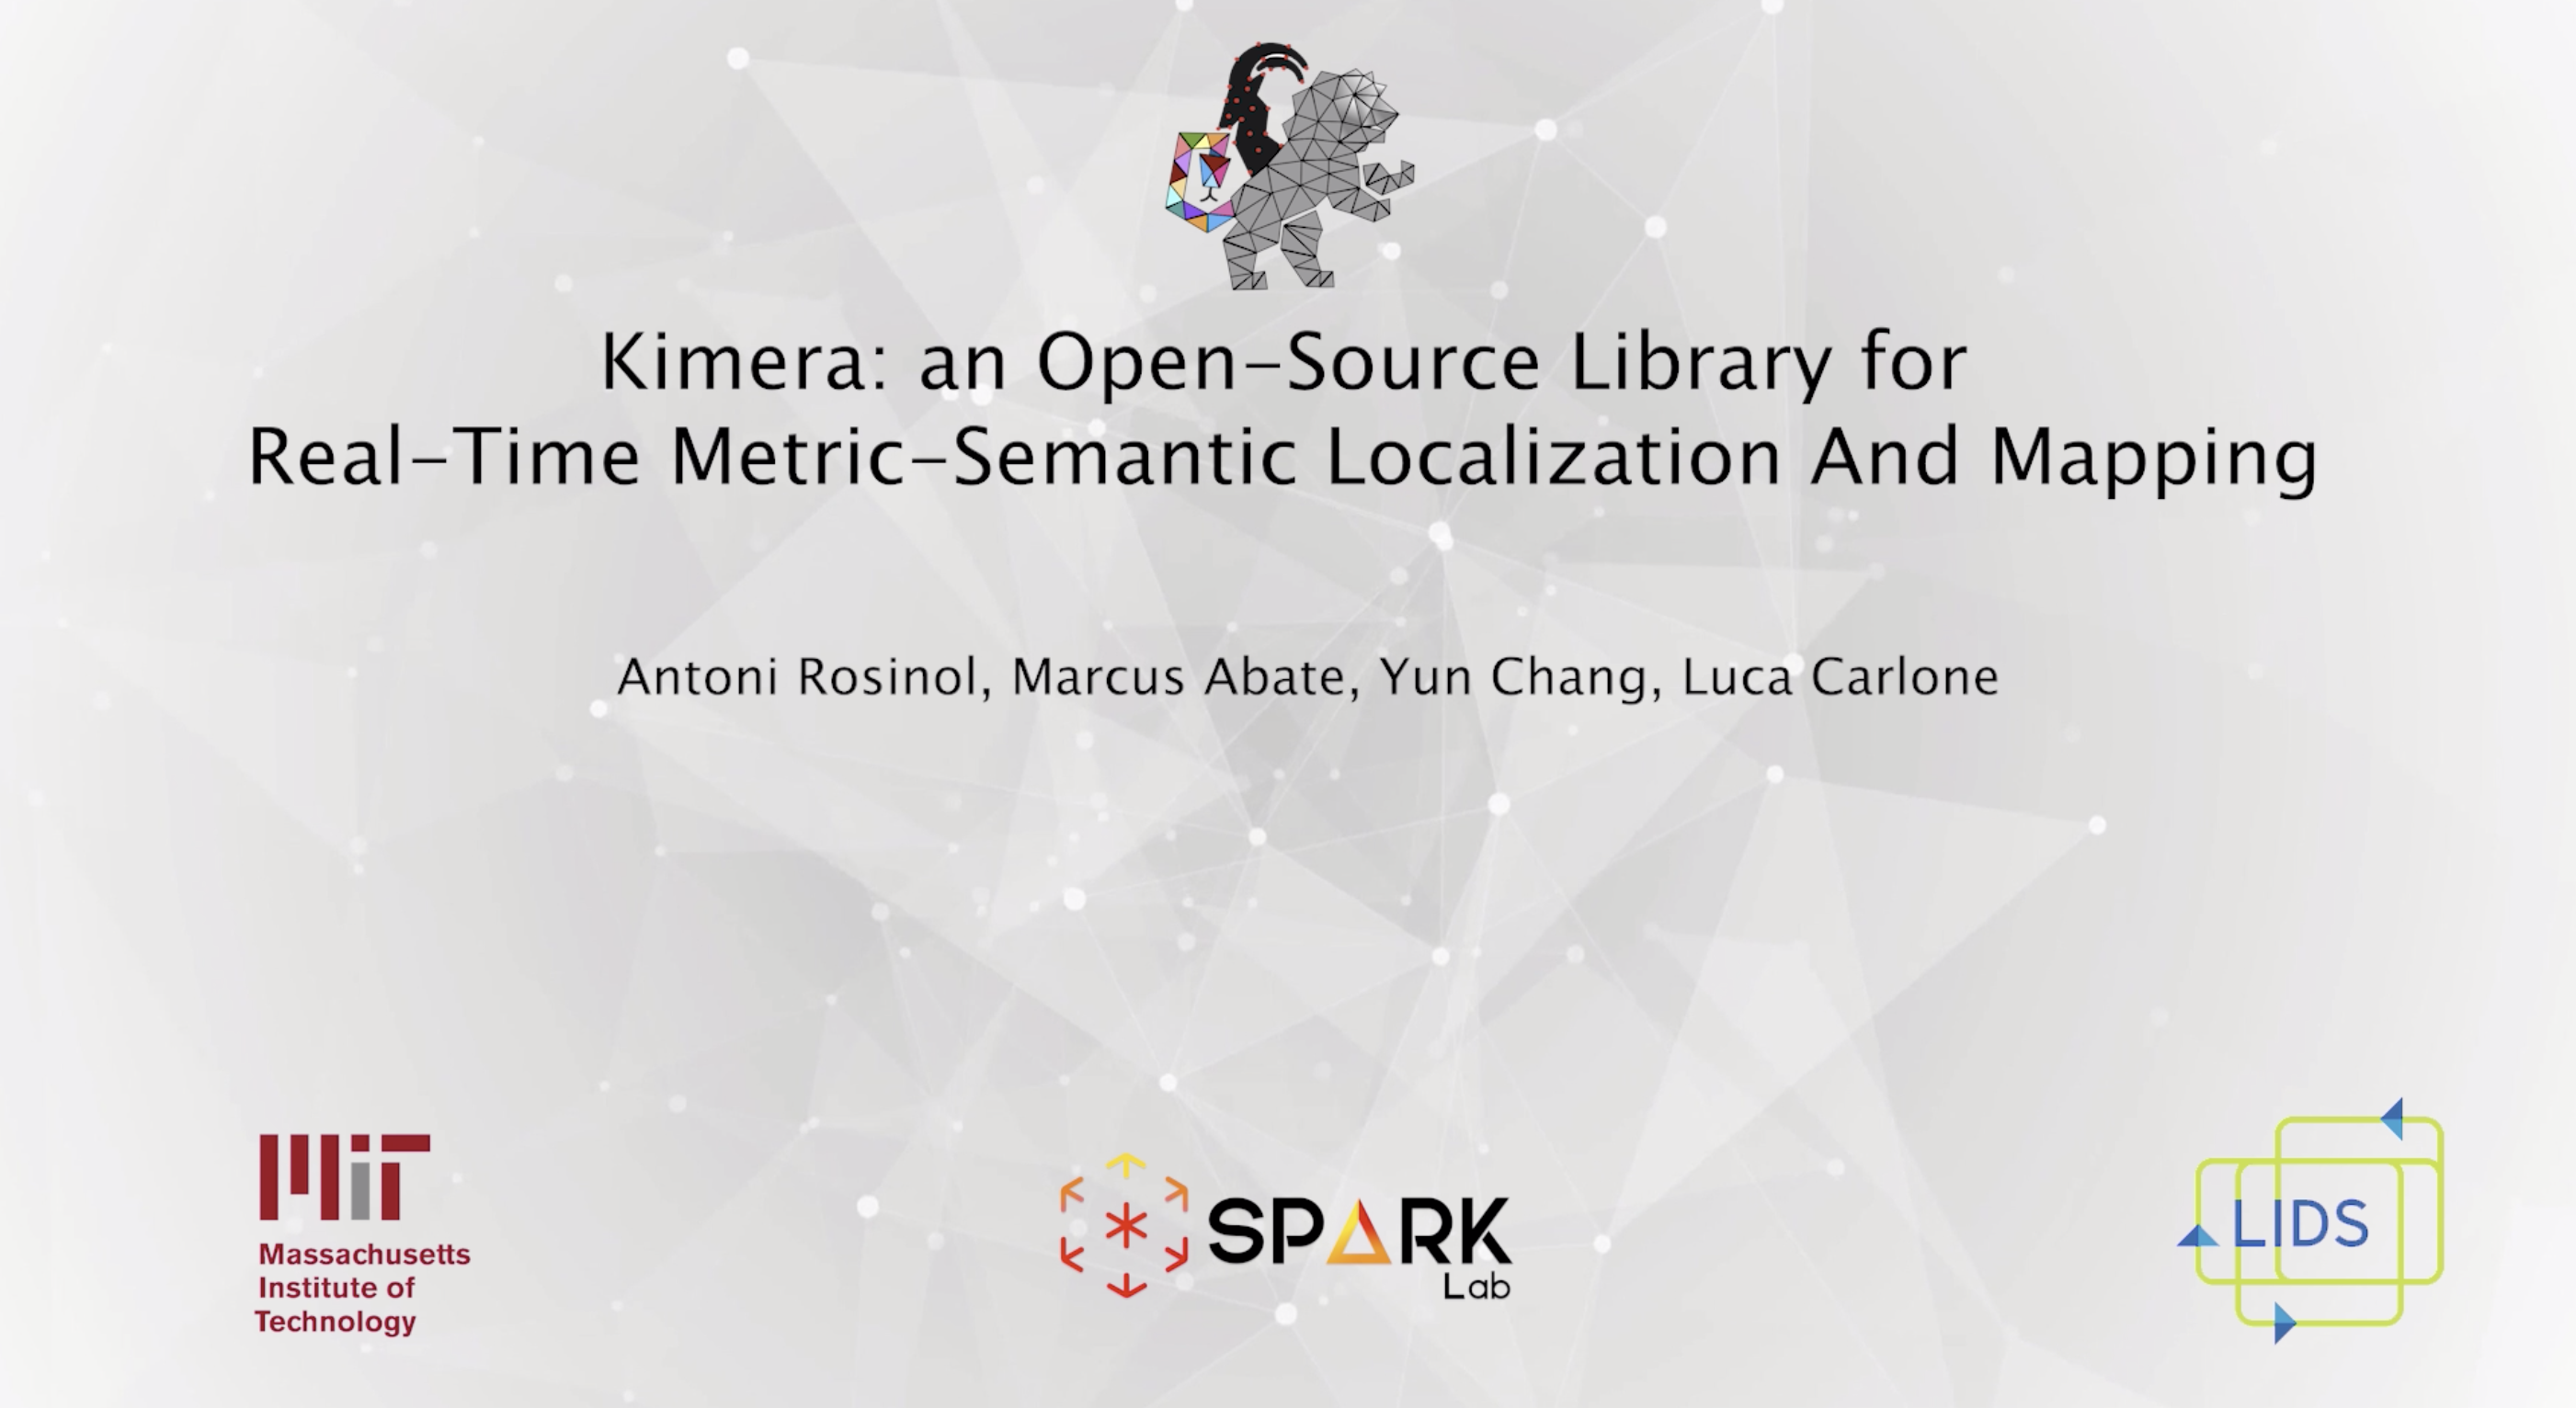 Kimera: an Open-Source Library for
Real-Time Metric-Semantic Localization And Mapping
Antoni Rosinol, Marcus Abate, Yun Chang, Luca Carlone
MIT
Massachusetts
Institute of
Technology
SPARK
Lab
LIDS